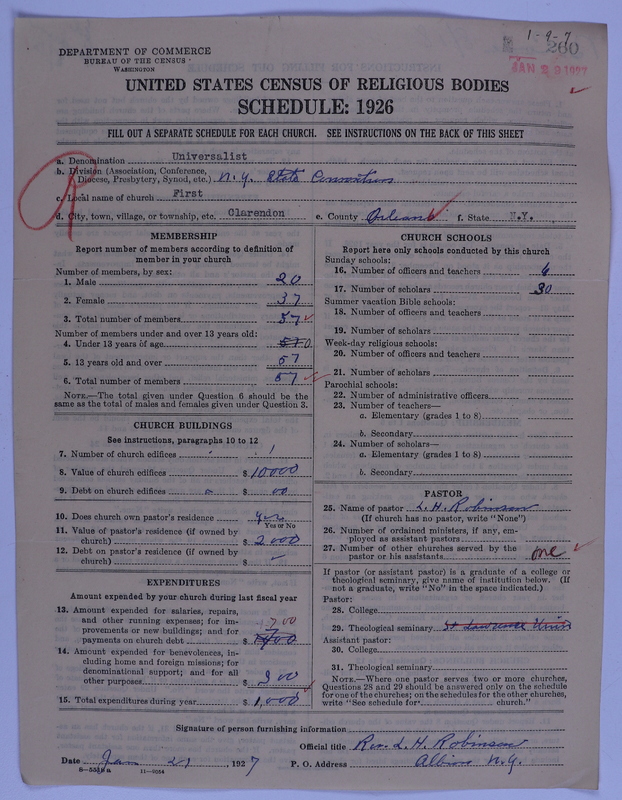 1-9-7
260
JAN 29 1927
DEPARTMENT OF COMMERCE
BUREAU OF THE CENSUS
WASHINGTON
UNITED STATES CENSUS OF RELIGIOUS BODIES
SCHEDULE: 1926
FILL OUT A SEPARATE SCHEDULE FOR EACH CHURCH. SEE INSTRUCTIONS ON THE BACK OF THIS SHEET
R
a. Denomination Universalist
b. Division (Association, Conference,
Diocese, Presbytery, Synod, etc.) N.Y. State Convention
c. Local name of church First
d. City, town, village, or township, etc. Clarendon e. County Orleans f. State N.Y.
MEMBERSHIP
Report number of members according to definition of
member in your church
Number of members, by sex:
1. Male 20
2. Female 37
3. Total number of members 57
Number of members under and over 13 years old:
4. Under 13 years of age 57 0
5. 13 years old and over 57
6. Total number of members 57
NOTE.—The total given under Question 6 should be the
same as the total of males and females given under Question 3.
CHURCH BUILDINGS
See instructions, paragraphs 10 to 12
7. Number of church edifices 1
8. Value of church edifices $ 10000
9. Debt on church edifices $ 00
10. Does church own pastor's residence Yes
Yes or No
11. Value of pastor's residence (if owned by
church) $ 2000
12. Debt on pastor's residence (if owned by
church) $ —
EXPENDITURES
Amount expended by your church during last fiscal year
13. Amount expended for salaries, repairs,
and other running expenses; for im- 700
provements or new buildings; and for
payments on church debt $
14. Amount expended for benevolences, in-
cluding home and foreign missions; for
denominational support; and for all
other purposes $ 300
15. Total expenditures during year $ 1,000
CHURCH SCHOOLS
Report here only schools conducted by this church
Sunday schools:
16. Number of officers and teachers 6
17. Number of scholars 30
Summer vacation Bible schools:
18. Number of officers and teachers
19. Number of scholars
Week-day religious schools:
20. Number of officers and teachers
21. Number of scholars
Parochial schools:
22. Number of administrative officers
23. Number of teachers—
a. Elementary (grades 1 to 8)
b. Secondary
24. Number of scholars—
a. Elementary (grades 1 to 8)
b. Secondary
PASTOR
25. Name of pastor L. H. Robinson
(If church has no pastor, write "None")
26. Number of ordained ministers, if any, em-
ployed as assistant pastors
27. Number of other churches served by the
pastor or his assistants one
If pastor (or assistant pastor) is a graduate of a college or
theological seminary, give name of institution below. (If
not a graduate, write "No" in the space indicated.)
Pastor:
28. College
29. Theological seminary St Lawrence Univ
Assistant pastor:
30. College
31. Theological seminary
NOTE.—Where one pastor serves two or more churches,
Questions 28 and 29 should be answered only on the schedule
for one of the churches; on the schedules for the other churches,
write "See schedule for church."
Signature of person furnishing information
Official title Rev. L. H. Robinson
Date Jan 21, 1927 P. O. Address Albion N.Y.
11-9054